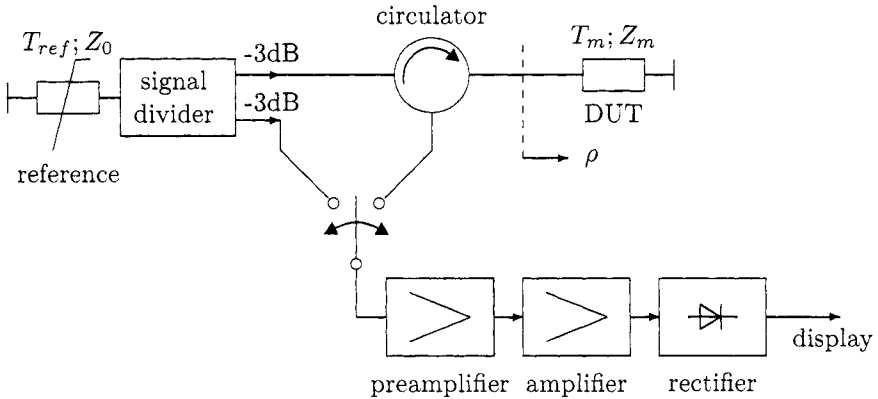 circulator
T_ref; Z_0
-3dB
T_m; Z_m
signal
divider
-3dB
DUT
reference
ρ
display
preamplifier
amplifier
rectifier